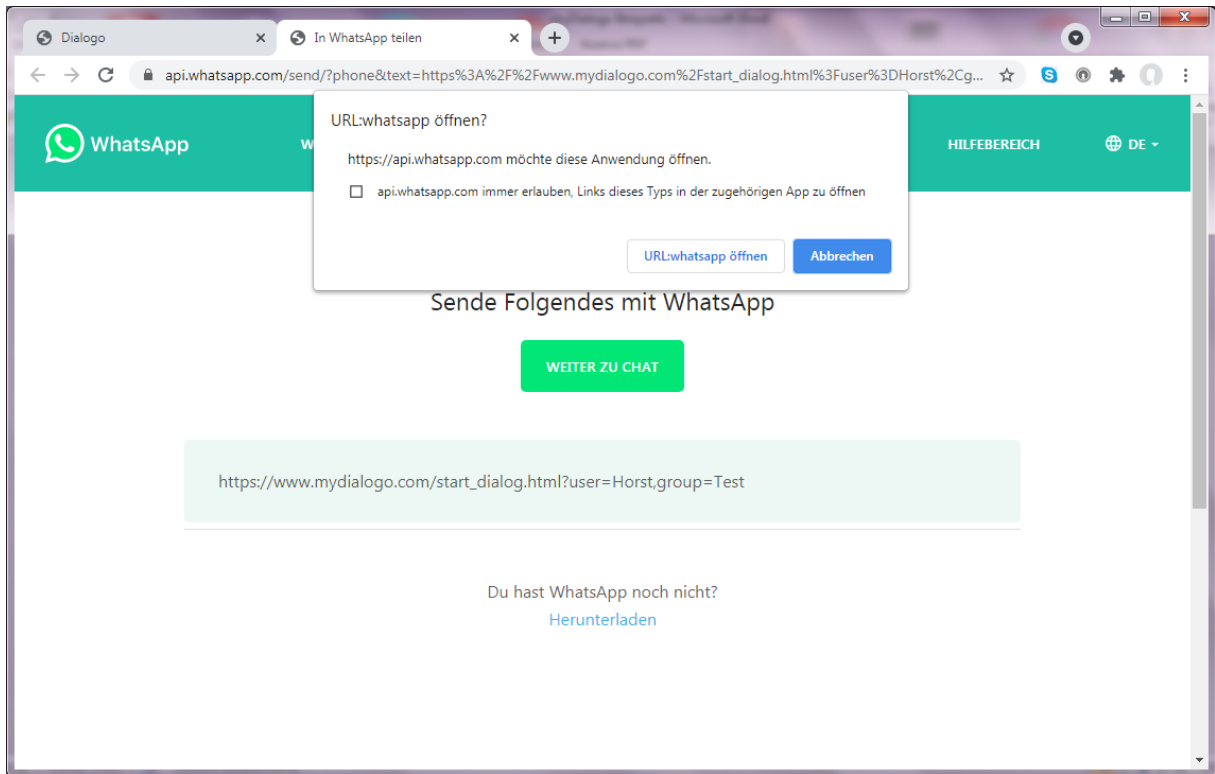 Dialogo
In WhatsApp teilen
api.whatsapp.com/send/?phone&text=https%3A%2F%2Fwww.mydialogo.com%2Fstart_dialog.html%3Fuser%3DHorst%2Cg...
WhatsApp
W
HILFEBEREICH
DE
URL:whatsapp öffnen?
https://api.whatsapp.com möchte diese Anwendung öffnen.
api.whatsapp.com immer erlauben, Links dieses Typs in der zugehörigen App zu öffnen
URL:whatsapp öffnen
Abbrechen
Sende Folgendes mit WhatsApp
WEITER ZU CHAT
https://www.mydialogo.com/start_dialog.html?user=Horst,group=Test
Du hast WhatsApp noch nicht?
Herunterladen